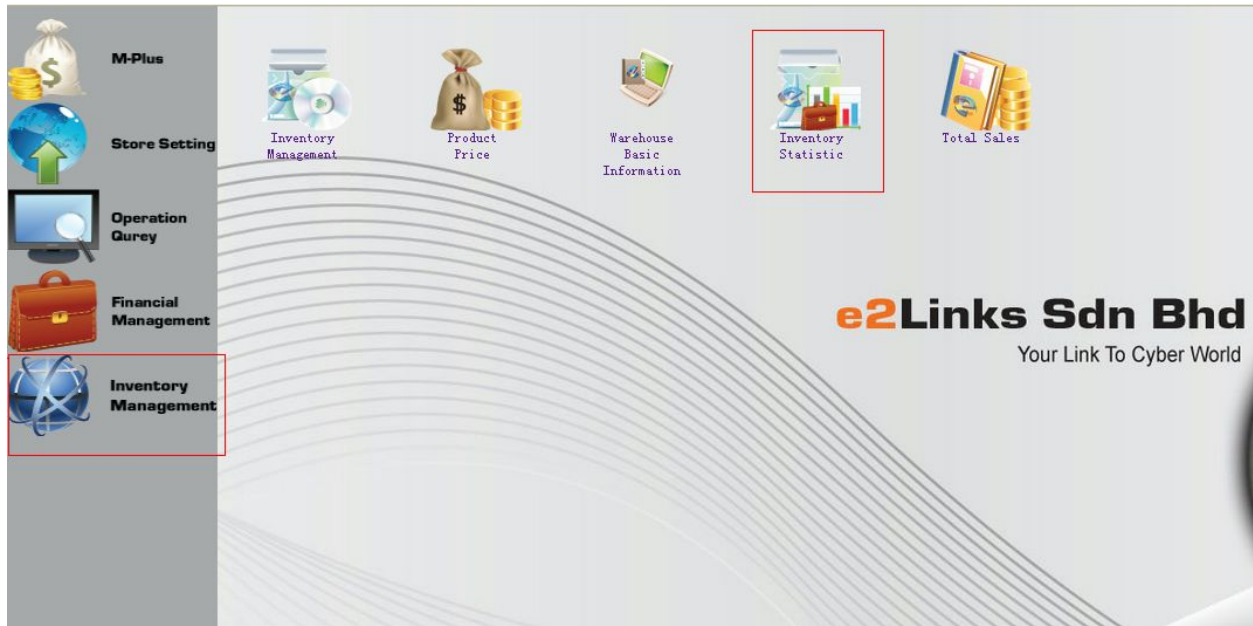 M-Plus
Store Setting
Operation
Qurey
Financial
Management
Inventory
Management
Inventory
Management
Product
Price
Warehouse
Basic
Information
Inventory
Statistic
Total Sales
e2Links Sdn Bhd
Your Link To Cyber World